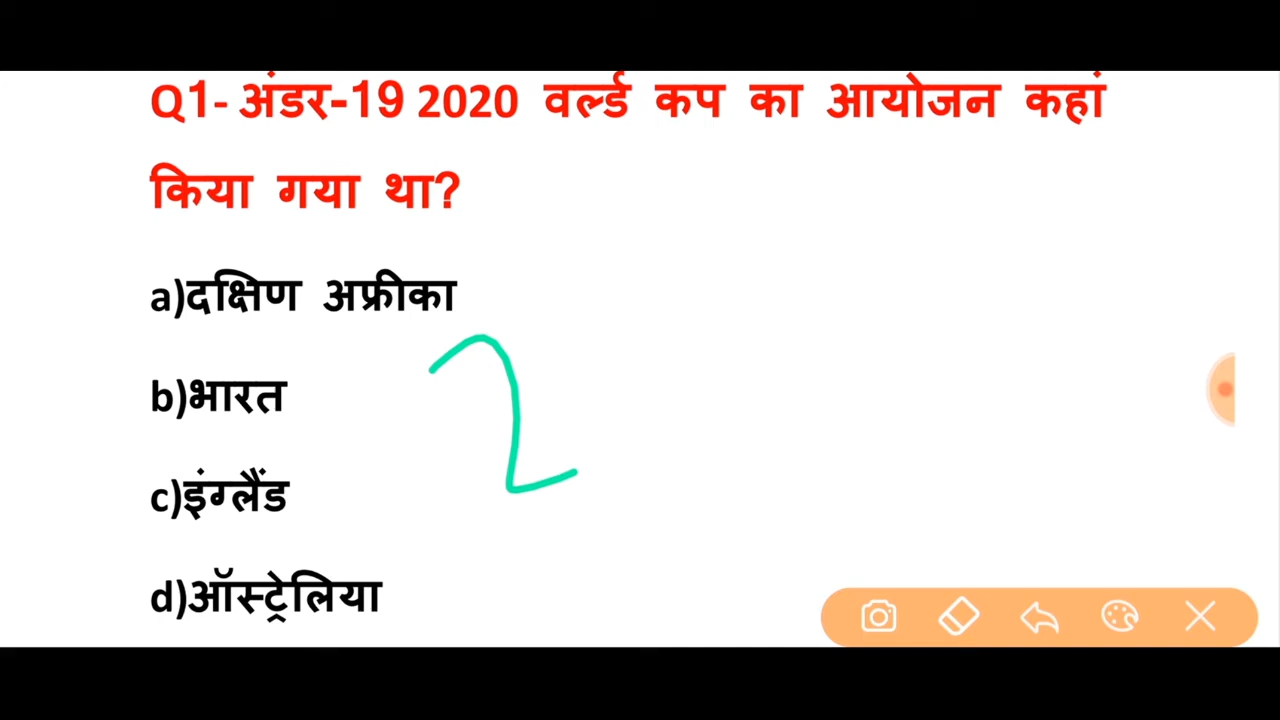 Q1- अंडर-19 2020 वर्ल्ड कप का आयोजन कहां
किया गया था?
a)दक्षिण अफ्रीका
b)भारत
2
c)इंग्लैंड
d)ऑस्ट्रेलिया